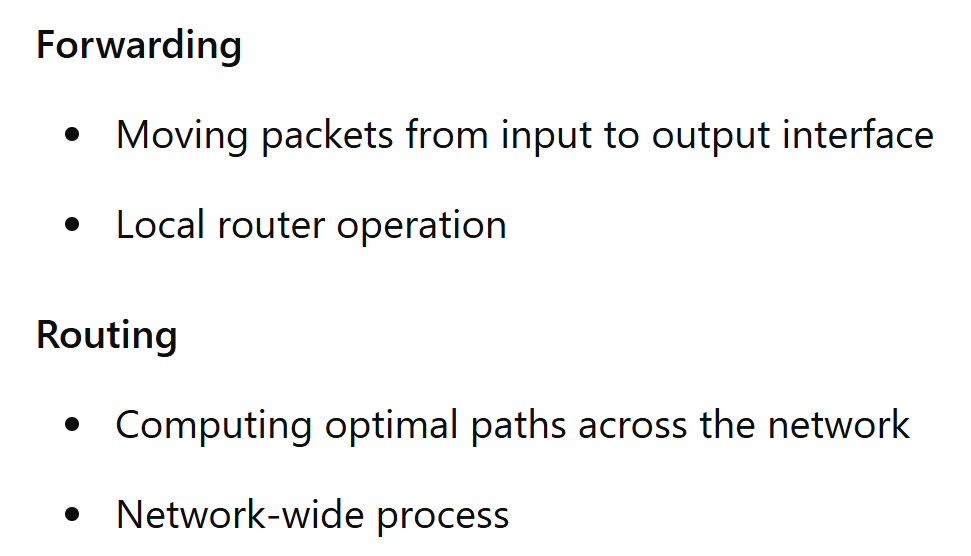 Forwarding
• Moving packets from input to output interface
• Local router operation
Routing
• Computing optimal paths across the network
• Network-wide process